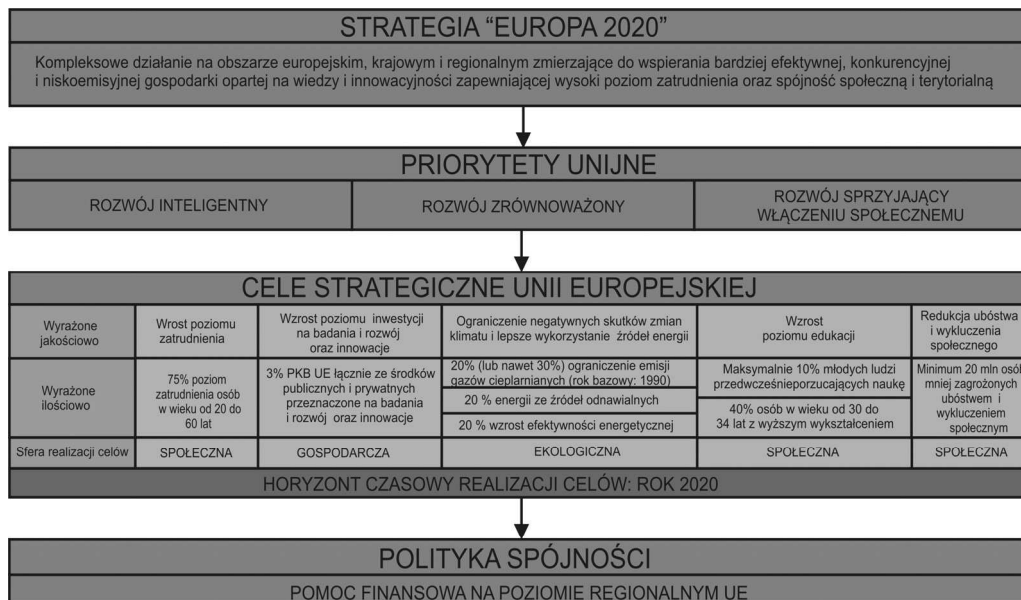 STRATEGIA “EUROPA 2020”
Kompleksowe działanie na obszarze europejskim, krajowym i regionalnym zmierzające do wspierania bardziej efektywnej, konkurencyjnej
i niskoemisyjnej gospodarki opartej na wiedzy i innowacyjności zapewniającej wysoki poziom zatrudnienia oraz spójność społeczną i terytorialną
PRIORYTETY UNIJNE
ROZWÓJ INTELIGENTNY
ROZWÓJ ZRÓWNOWAŻONY
ROZWÓJ SPRZYJAJĄCY
WŁĄCZENIU SPOŁECZNEMU
CELE STRATEGICZNE UNII EUROPEJSKIEJ
Wyrażone
jakościowo
Wrost poziomu
zatrudnienia
Wzrost poziomu inwestycji
na badania i rozwój
oraz innowacje
Ograniczenie negatywnych skutków zmian
klimatu i lepsze wykorzystanie źródeł energii
Wzrost
poziomu edukacji
Redukcja ubóstwa
i wykluczenia
społecznego
Wyrażone
ilościowo
75% poziom
zatrudnienia osób
w wieku od 20 do
60 lat
3% PKB UE łącznie ze środków
publicznych i prywatnych
przeznaczone na badania
i rozwój oraz innowacje
20% (lub nawet 30%) ograniczenie emisji
gazów cieplarnianych (rok bazowy: 1990)
20 % energii ze źródeł odnawialnych
20 % wzrost efektywności energetycznej
Maksymalnie 10% młodych ludzi
przedwcześnieporzucających naukę
40% osób w wieku od 30 do
34 lat z wyższym wykształceniem
Minimum 20 mln osób
mniej zagrożonych
ubóstwem i
wykluczeniem
społecznym
Sfera realizacji celów
SPOŁECZNA
GOSPODARCZA
EKOLOGICZNA
SPOŁECZNA
SPOŁECZNA
HORYZONT CZASOWY REALIZACJI CELÓW: ROK 2020
POLITYKA SPÓJNOŚCI
POMOC FINANSOWA NA POZIOMIE REGIONALNYM UE